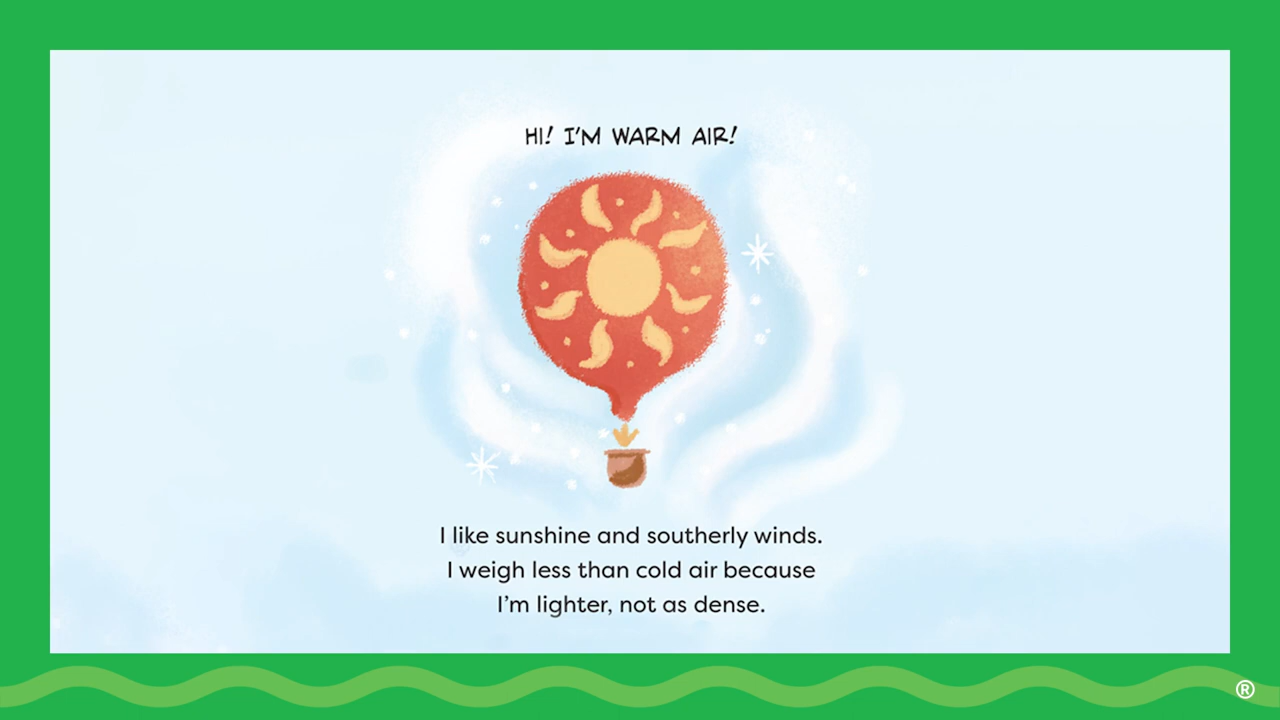 HI! I'M WARM AIR!
I like sunshine and southerly winds.
I weigh less than cold air because
I'm lighter, not as dense.
®